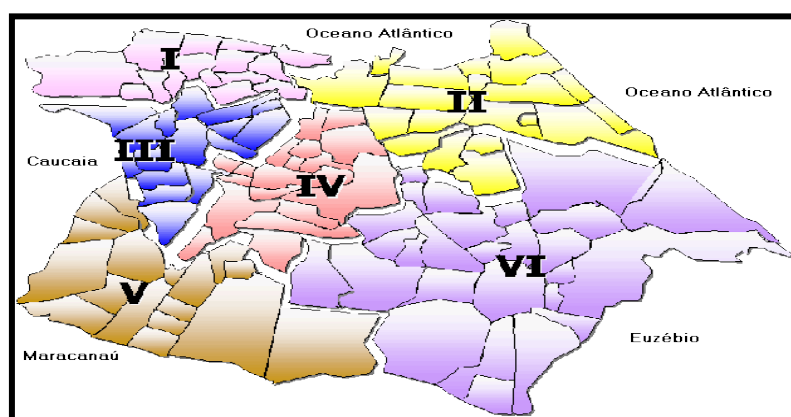 Oceano Atlântico
I
II
Oceano Atlântico
III
Caucaia
IV
VI
V
Euzébio
Maracanaú